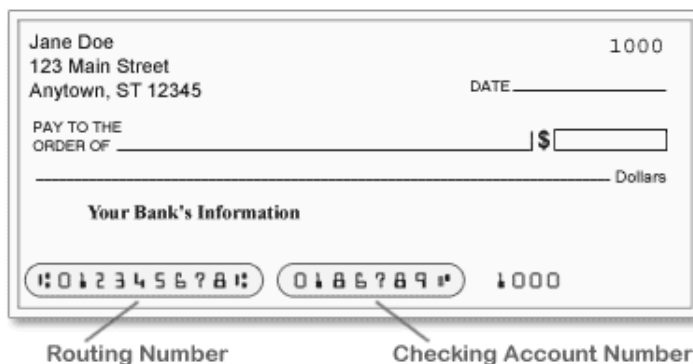 Jane Doe
1000
123 Main Street
Anytown, ST 12345
DATE
PAY TO THE
ORDER OF
$
Dollars
Your Bank's Information
⑆012345678⑆ 0186789⑈ 1000
Routing Number
Checking Account Number